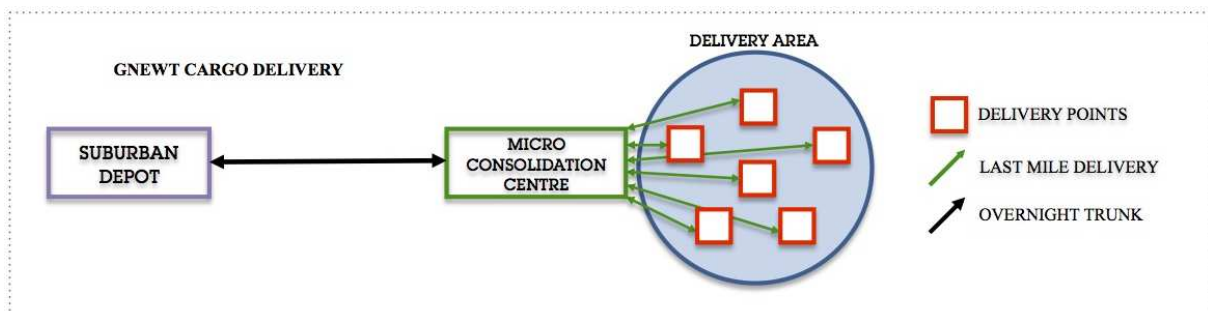 DELIVERY AREA
GNEWT CARGO DELIVERY
SUBURBAN
DEPOT
MICRO
CONSOLIDATION
CENTRE
DELIVERY POINTS
LAST MILE DELIVERY
OVERNIGHT TRUNK